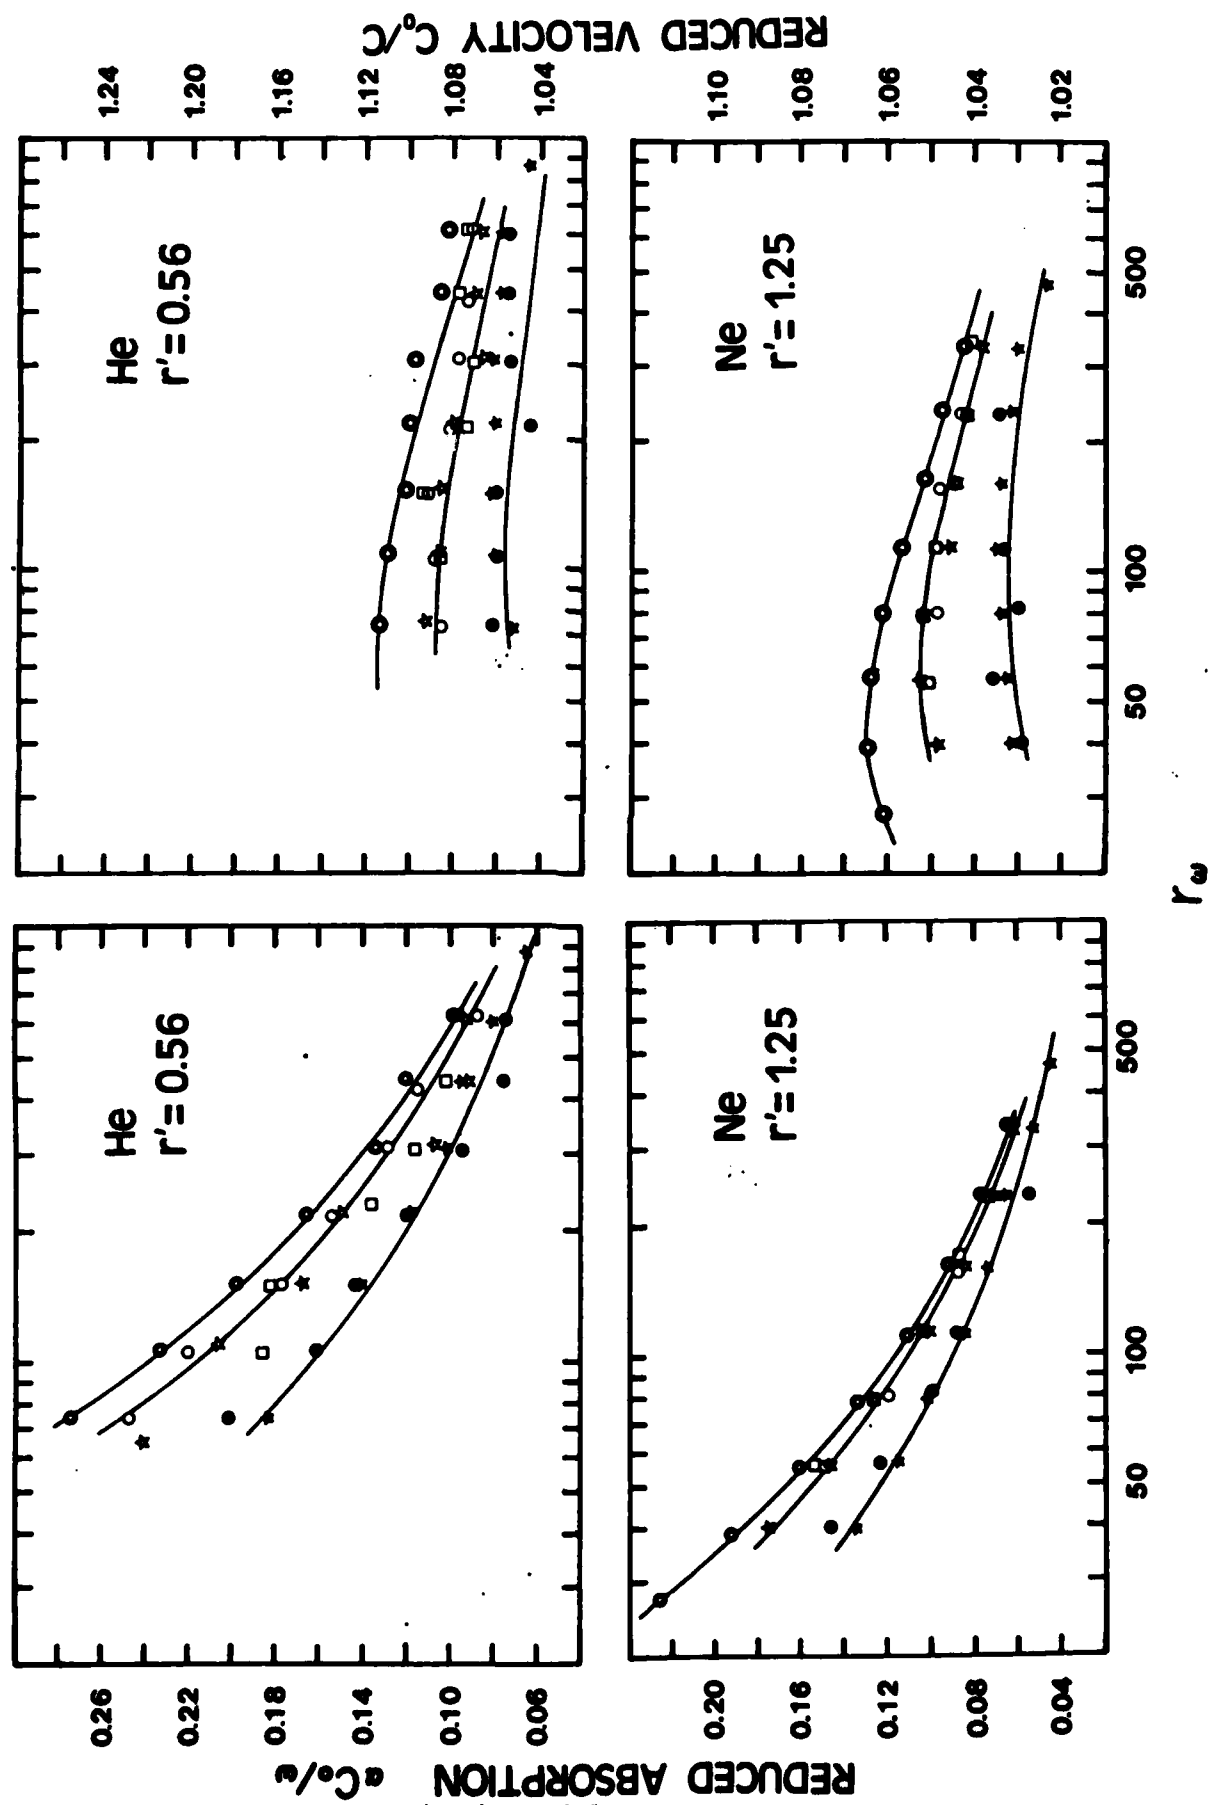 REDUCED ABSORPTION αC₀/ω
0.26
0.22
0.18
0.14
0.10
0.06
He
r'=0.56
He
r'=0.56
1.24
1.20
1.16
1.12
1.08
1.04
REDUCED VELOCITY C₀/C
0.20
0.16
0.12
0.08
0.04
Ne
r'=1.25
Ne
r'=1.25
1.10
1.08
1.06
1.04
1.02
50
100
500
50
100
500
rω